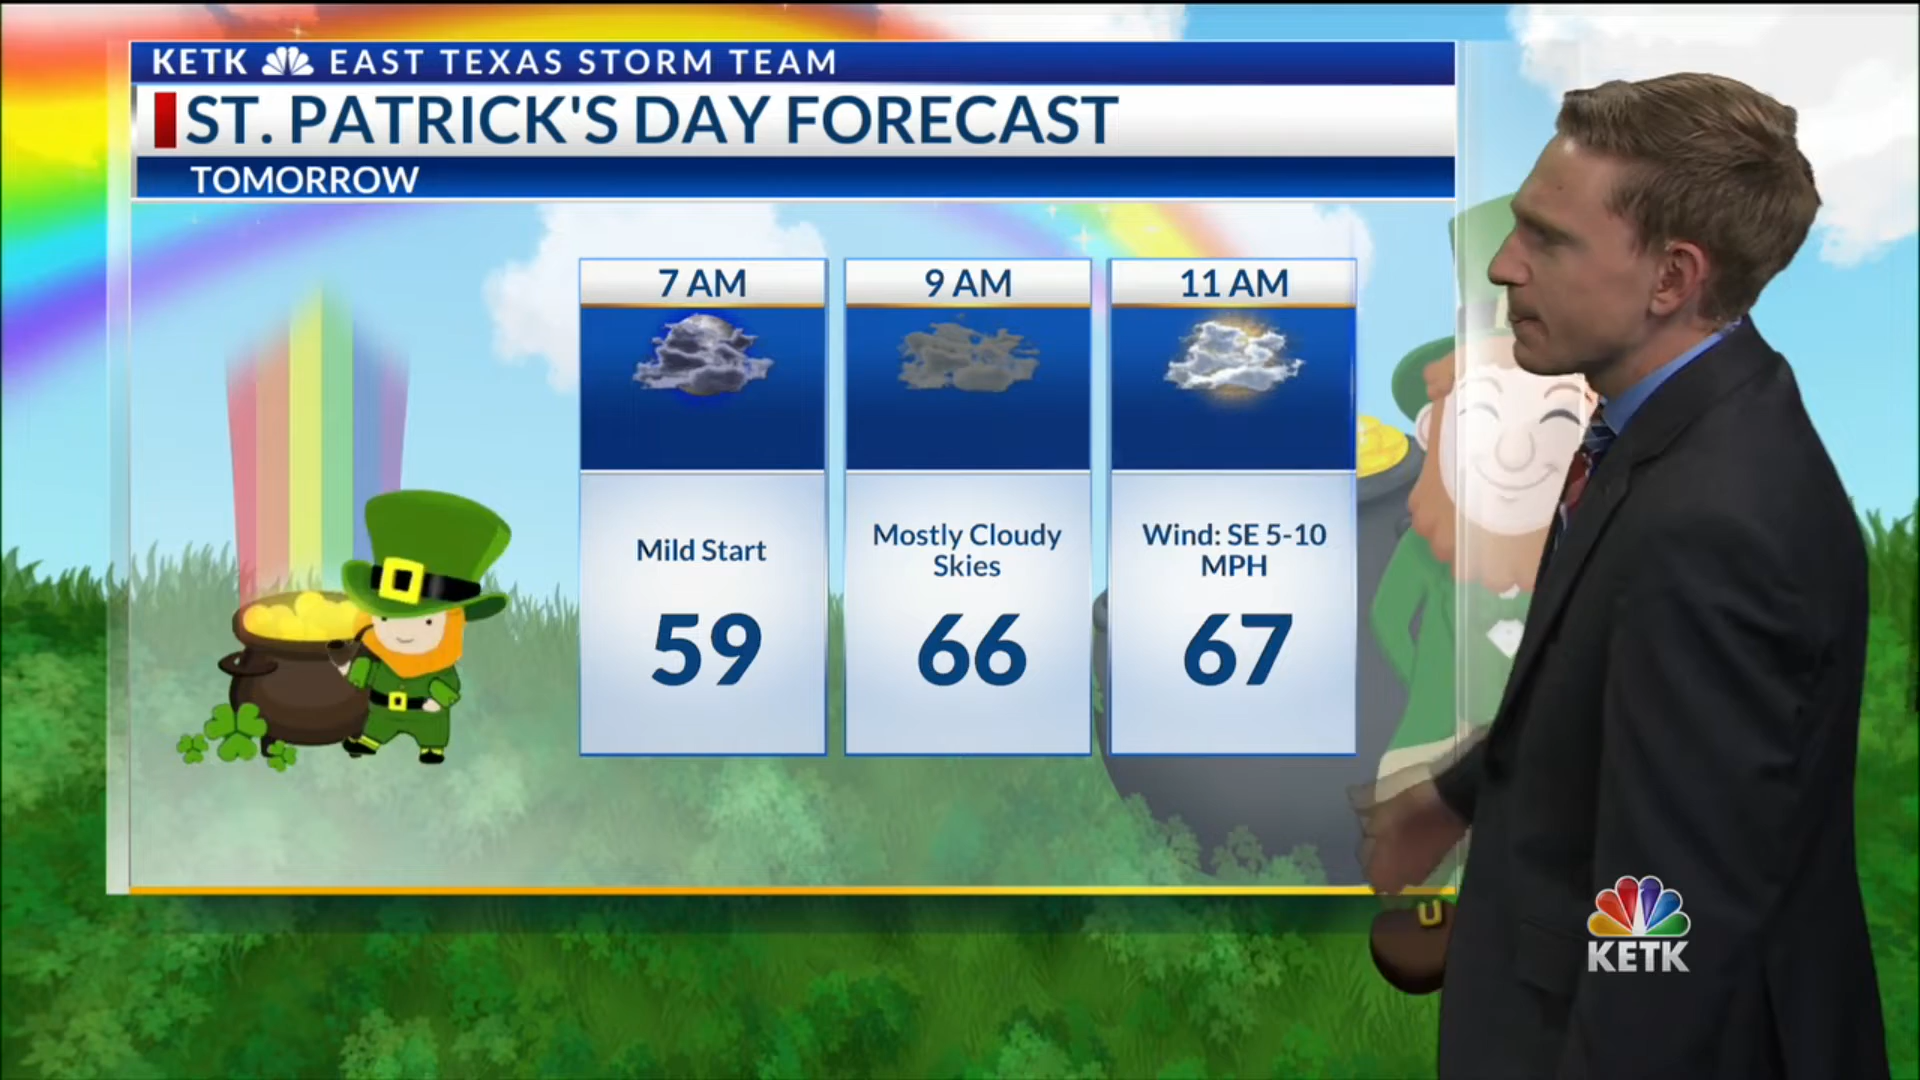 KETK EAST TEXAS STORM TEAM
ST. PATRICK'S DAY FORECAST
TOMORROW
7 AM
Mild Start
59
9 AM
Mostly Cloudy
Skies
66
11 AM
Wind: SE 5-10
MPH
67
KETK